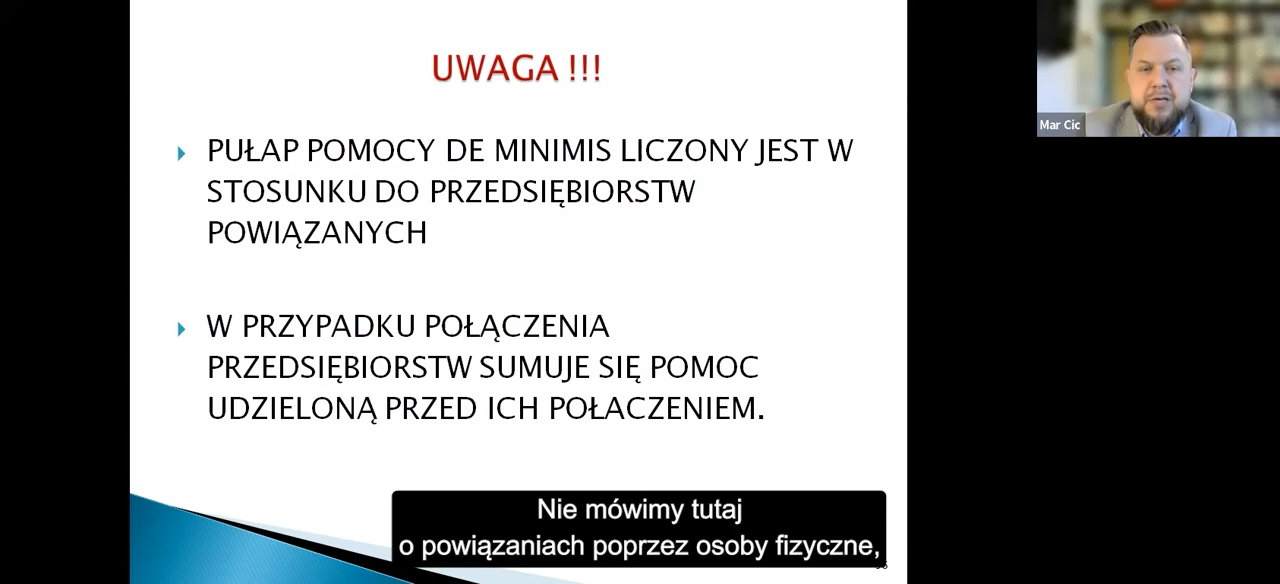 UWAGA !!!
PUŁAP POMOCY DE MINIMIS LICZONY JEST W
STOSUNKU DO PRZEDSIĘBIORSTW
POWIĄZANYCH
W PRZYPADKU POŁĄCZENIA
PRZEDSIĘBIORSTW SUMUJE SIĘ POMOC
UDZIELONĄ PRZED ICH POŁACZENIEM.
Nie mówimy tutaj
o powiązaniach poprzez osoby fizyczne,
Mar Cic